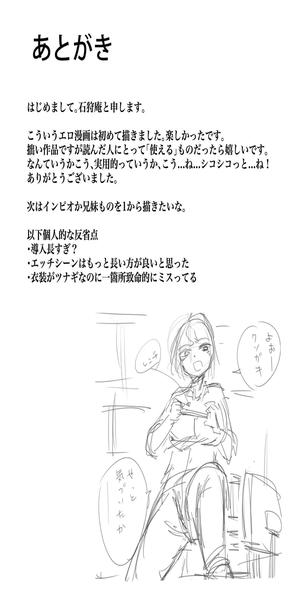 あとがき
はじめまして。石狩庵と申します。
こういうエロ漫画は初めて描きました。楽しかったです。
拙い作品ですが読んだ人にとって「使える」ものだったら嬉しいです。
なんていうかこう、実用的っていうか、こう…ね…シコシコっと…ね！
ありがとうございました。
次はインピオか兄妹ものを1から描きたいな。
以下個人的な反省点
・導入長すぎ？
・エッチシーンはもっと長い方が良いと思った
・衣装がツナギなのに一箇所致命的にミスってる
よおー
クソガキ
やっと
気づいたか